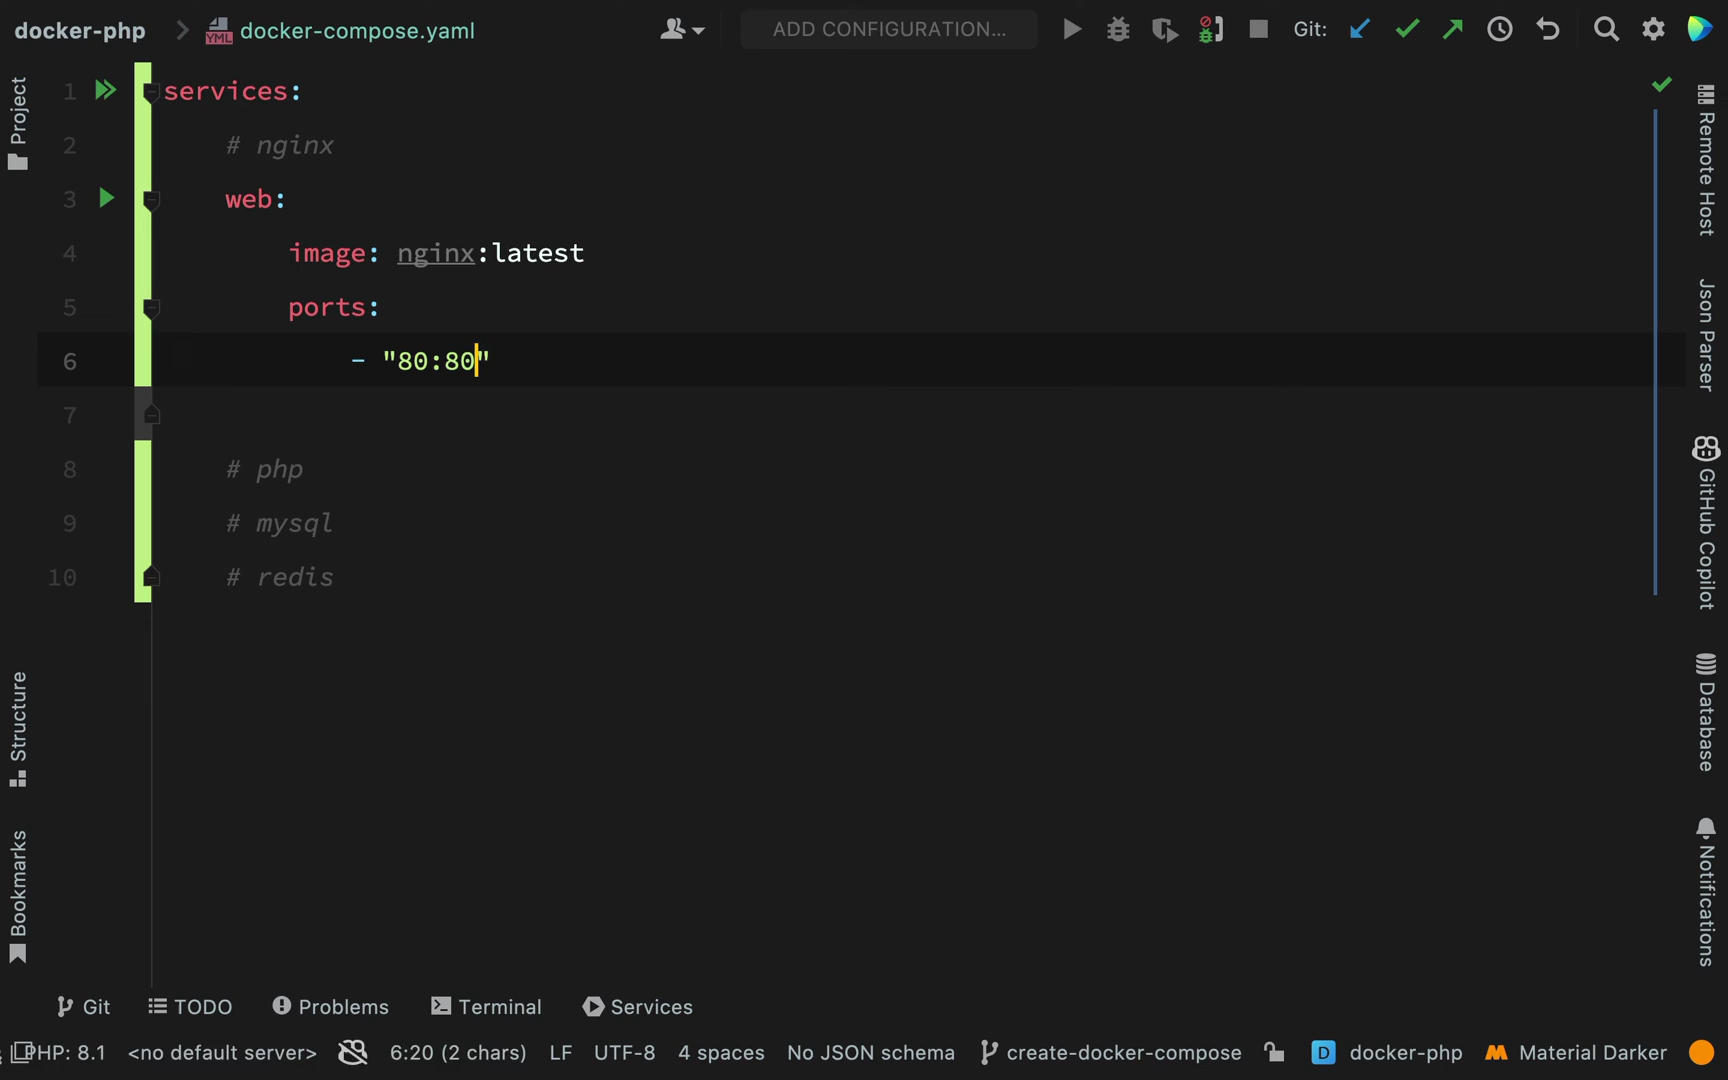 docker-php docker-compose.yaml ADD CONFIGURATION... Git:
Project
Structure
Bookmarks
1 services:
2 # nginx
3 web:
4 image: nginx:latest
5 ports:
6 - "80:80"
7
8 # php
9 # mysql
10 # redis
Remote Host
Json Parser
GitHub Copilot
Database
Notifications
Git TODO Problems Terminal Services
PHP: 8.1 <no default server> 6:20 (2 chars) LF UTF-8 4 spaces No JSON schema create-docker-compose D docker-php Material Darker